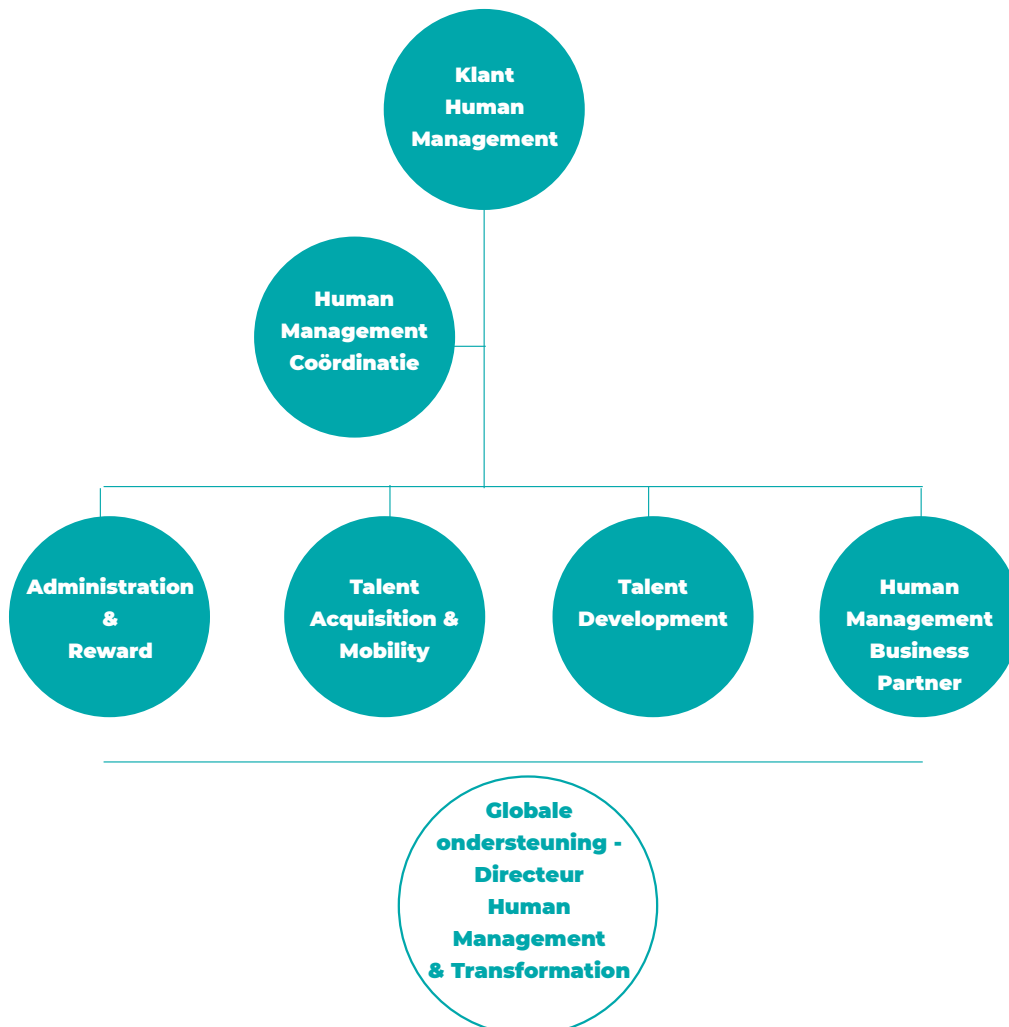 Klant
Human
Management
Human
Management
Coördinatie
Administration
&
Reward
Talent
Acquisition &
Mobility
Talent
Development
Human
Management
Business
Partner
Globale
ondersteuning -
Directeur
Human
Management
& Transformation